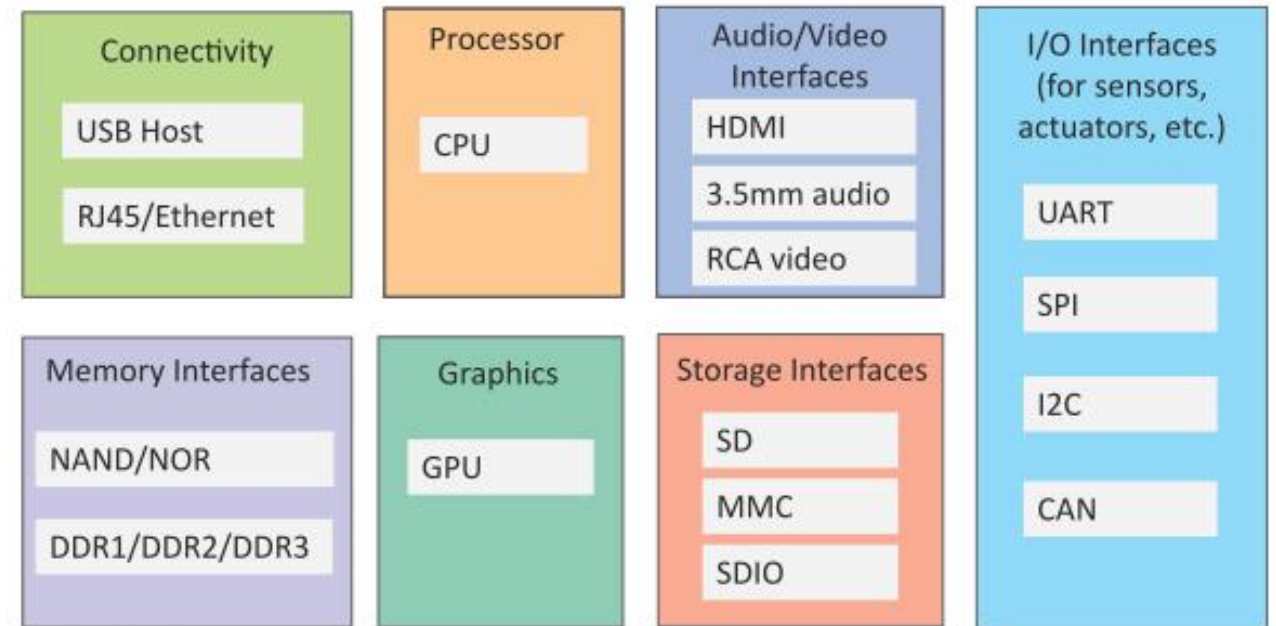 Connectivity
USB Host
RJ45/Ethernet
Processor
CPU
Audio/Video
Interfaces
HDMI
3.5mm audio
RCA video
I/O Interfaces
(for sensors,
actuators, etc.)
UART
SPI
I2C
CAN
Memory Interfaces
NAND/NOR
DDR1/DDR2/DDR3
Graphics
GPU
Storage Interfaces
SD
MMC
SDIO